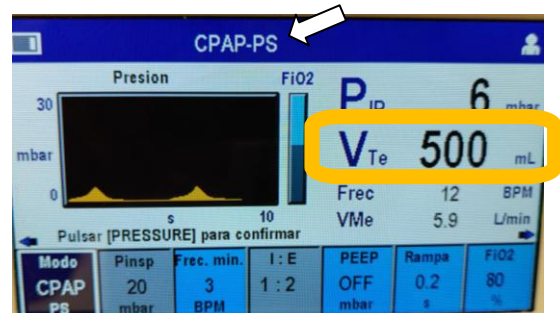 CPAP-PS
Presion
FiO2
30
mbar
0
s
10
Pulsar [PRESSURE] para confirmar
PIP 6 mbar
VTe 500 mL
Frec 12 BPM
VMe 5.9 L/min
Modo Pinsp Frec. min. I : E PEEP Rampa FiO2
CPAP 20 3 1 : 2 OFF 0.2 80
PS mbar BPM mbar s %